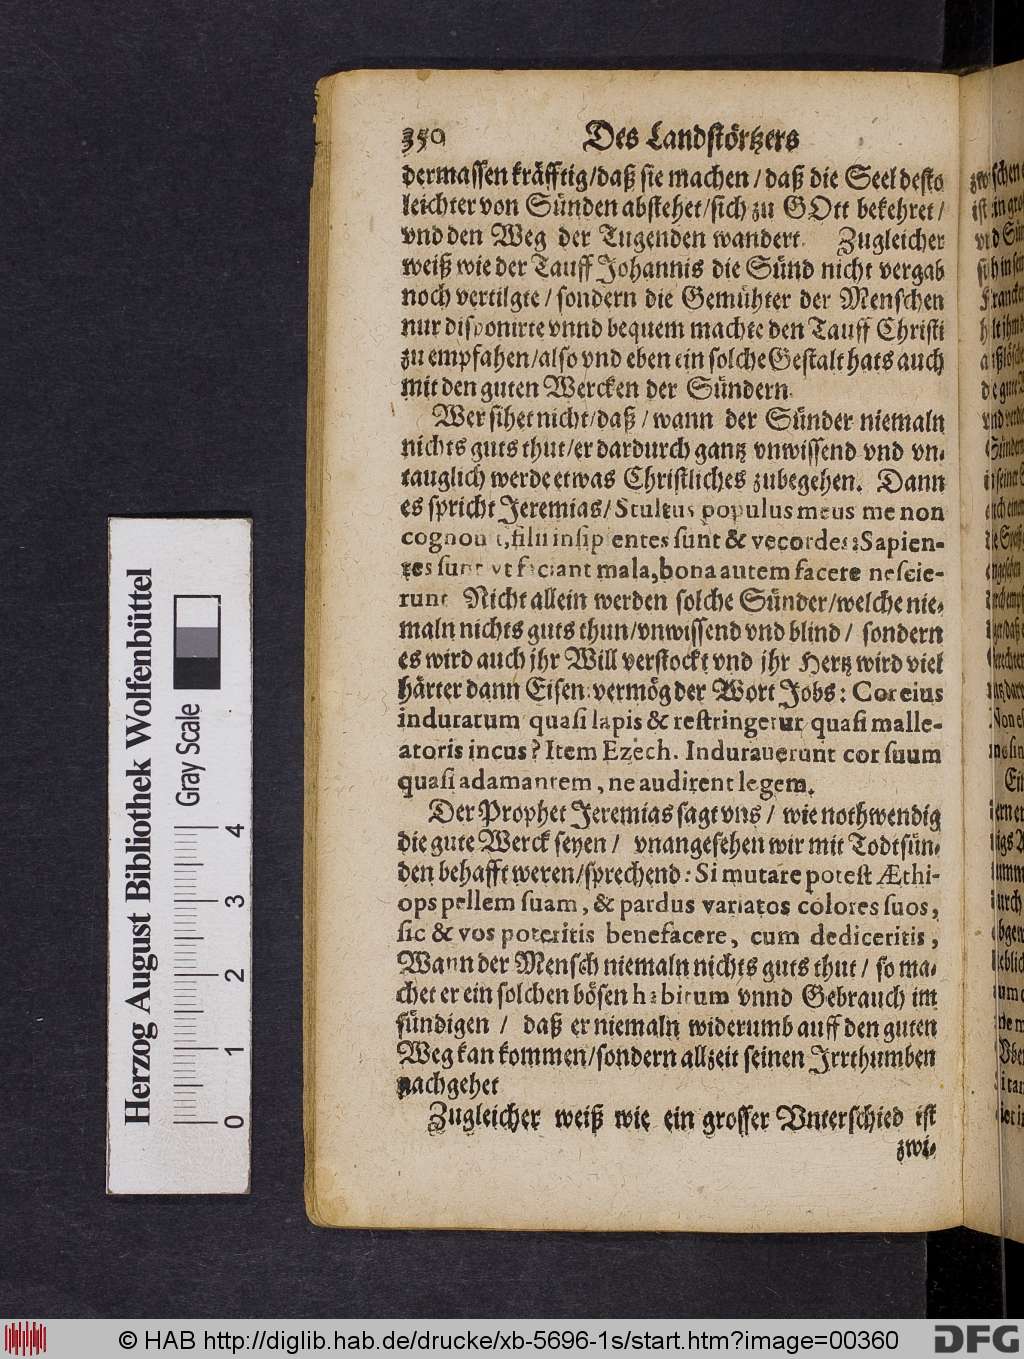 350 Des Landstörtzers
dermassen kräfftig/daß sie machen/daß die Seel desto
leichter von Sünden abstehet/sich zu GOtt bekehret/
vnd den Weg der Tugenden wandert. Zugleicher
weiß wie der Tauff Johannis die Sünd nicht vergab
noch vertilgte/sondern die Gemühter der Menschen
nur disponirte vnnd bequem machte den Tauff Christi
zu empfahen/also vnd eben ein solche Gestalt hats auch
mit den guten Wercken der Sündern.
Wer sihet nicht/daß/wann der Sünder niemaln
nichts guts thut/er dardurch gantz vnwissend vnd vn-
tauglich werde etwas Christliches zubegehen. Dann
es spricht Jeremias/Stultus populus meus me non
cognouit, filii insipientes sunt & vecordes: Sapien-
tes sunt vt faciant mala, bona autem facere nescie-
runt Nicht allein werden solche Sünder/welche nie-
maln nichts guts thun/vnwissend vnd blind/sondern
es wird auch jhr Will verstockt vnd jhr Hertz wird viel
härter dann Eisen: vermög der Wort Jobs: Cor eius
induratum quasi lapis & restringetur quasi malle-
atoris incus? Item Ezech. Indurauerunt cor suum
quasi adamantem, ne audirent legem.
Der Prophet Jeremias sagt vns/wie nothwendig
die gute Werck seyen/vnangesehen wir mit Todtsün-
den behafft weren/sprechend: Si mutare potest Æthi-
ops pellem suam, & pardus variatos colores suos,
sic & vos poteritis benefacere, cum dediceritis,
Wann der Mensch niemaln nichts guts thut/so ma-
chet er ein solchen bösen habitum vnnd Gebrauch im
sündigen/daß er niemaln widerumb auff den guten
Weg kan kommen/sondern allzeit seinen Jrrthumben
nachgehet
Zugleicher weiß wie ein grosser Vnterschied ist
zwi-
Herzog August Bibliothek Wolfenbüttel
Gray Scale
0 1 2 3 4
© HAB http://diglib.hab.de/drucke/xb-5696-1s/start.htm?image=00360
DFG